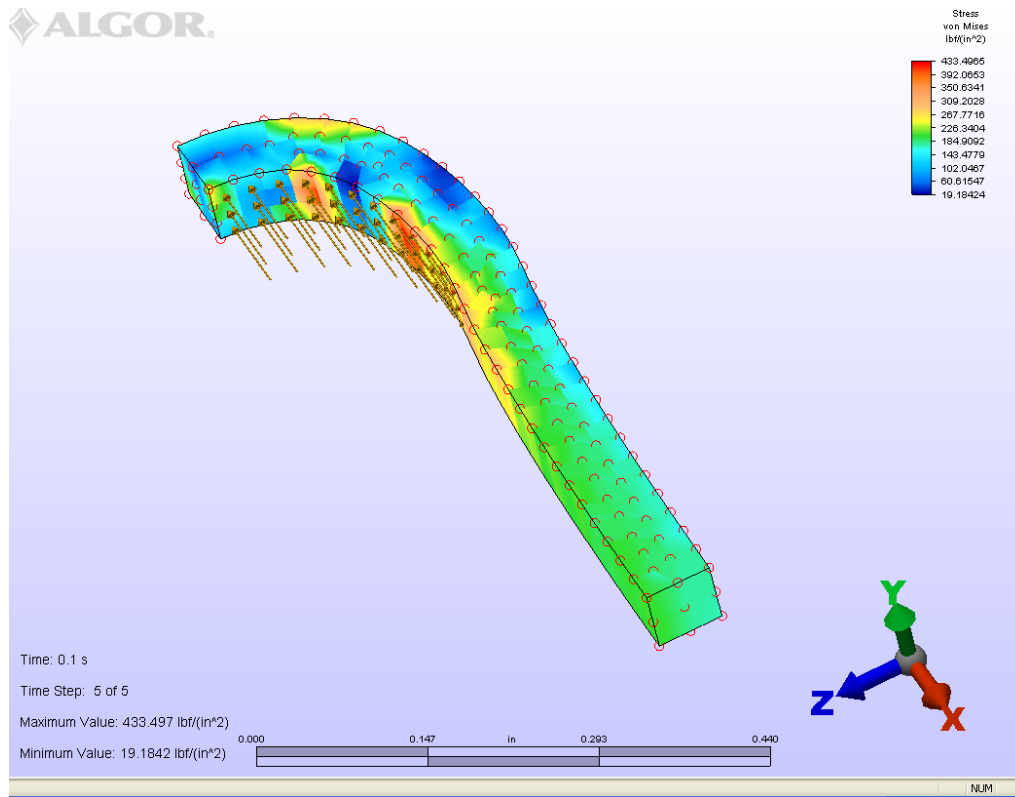 ALGOR.
Stress
von Mises
lbf/(in^2)
433.4965
392.0653
350.6341
309.2028
267.7716
226.3404
184.9092
143.4779
102.0467
60.61547
19.18424
Y
Z
X
Time: 0.1 s
Time Step: 5 of 5
Maximum Value: 433.497 lbf/(in^2)
Minimum Value: 19.1842 lbf/(in^2)
0.000 0.147 in 0.293 0.440
NUM